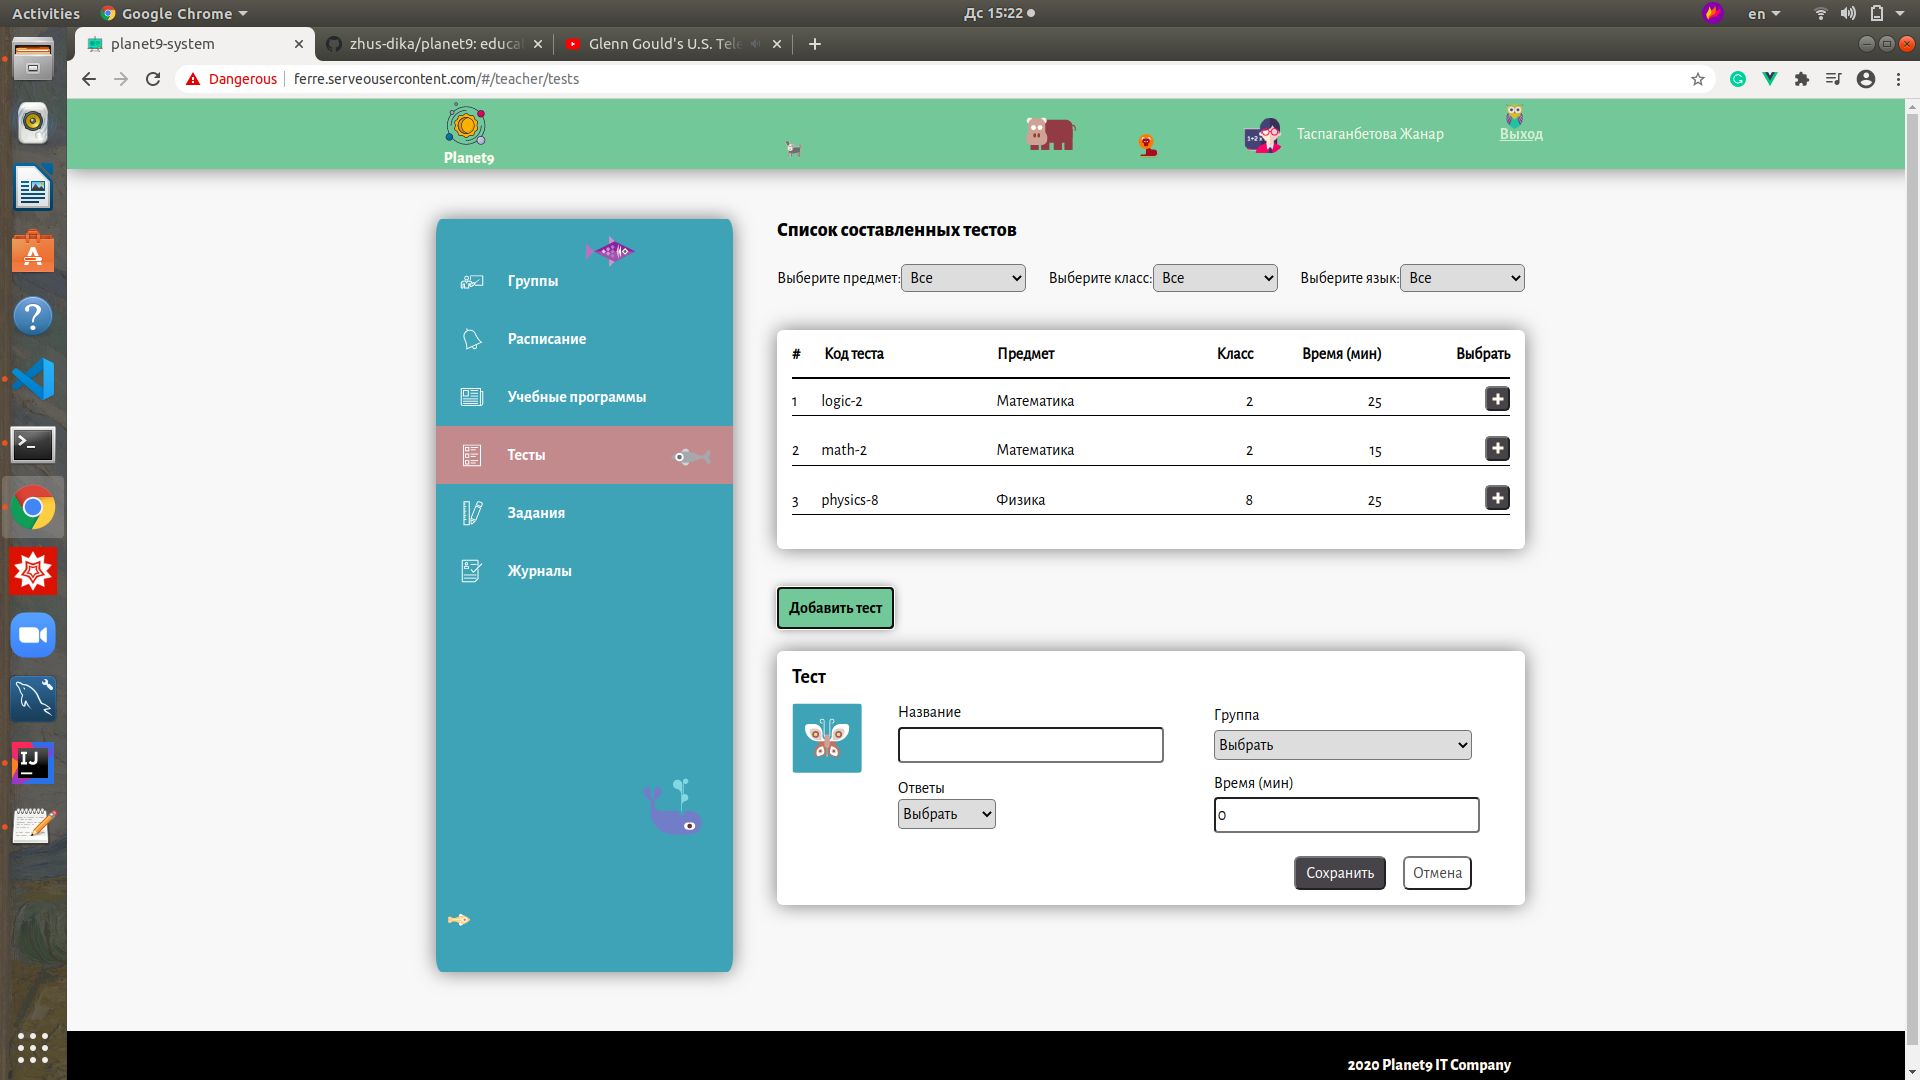 Activities Google Chrome Дс 15:22 en
planet9-system zhus-dika/planet9: educa Glenn Gould's U.S. Tele
Dangerous ferre.serveousercontent.com/#/teacher/tests
Planet9
1+2
Таспаганбетова Жанар Выход
Список составленных тестов
Выберите предмет: Все Выберите класс: Все Выберите язык: Все
Группы
Расписание
Учебные программы
Тесты
Задания
Журналы
# Код теста Предмет Класс Время (мин) Выбрать
1 logic-2 Математика 2 25
2 math-2 Математика 2 15
3 physics-8 Физика 8 25
Добавить тест
Тест
Название
Группа
Выбрать
Ответы
Выбрать
Время (мин)
0
Сохранить Отмена
IJ
2020 Planet9 IT Company